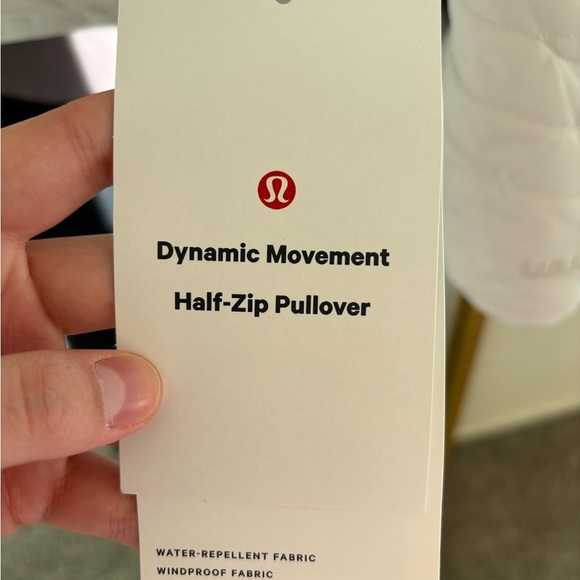 Dynamic Movement
Half-Zip Pullover
WATER-REPELLENT FABRIC
WINDPROOF FABRIC